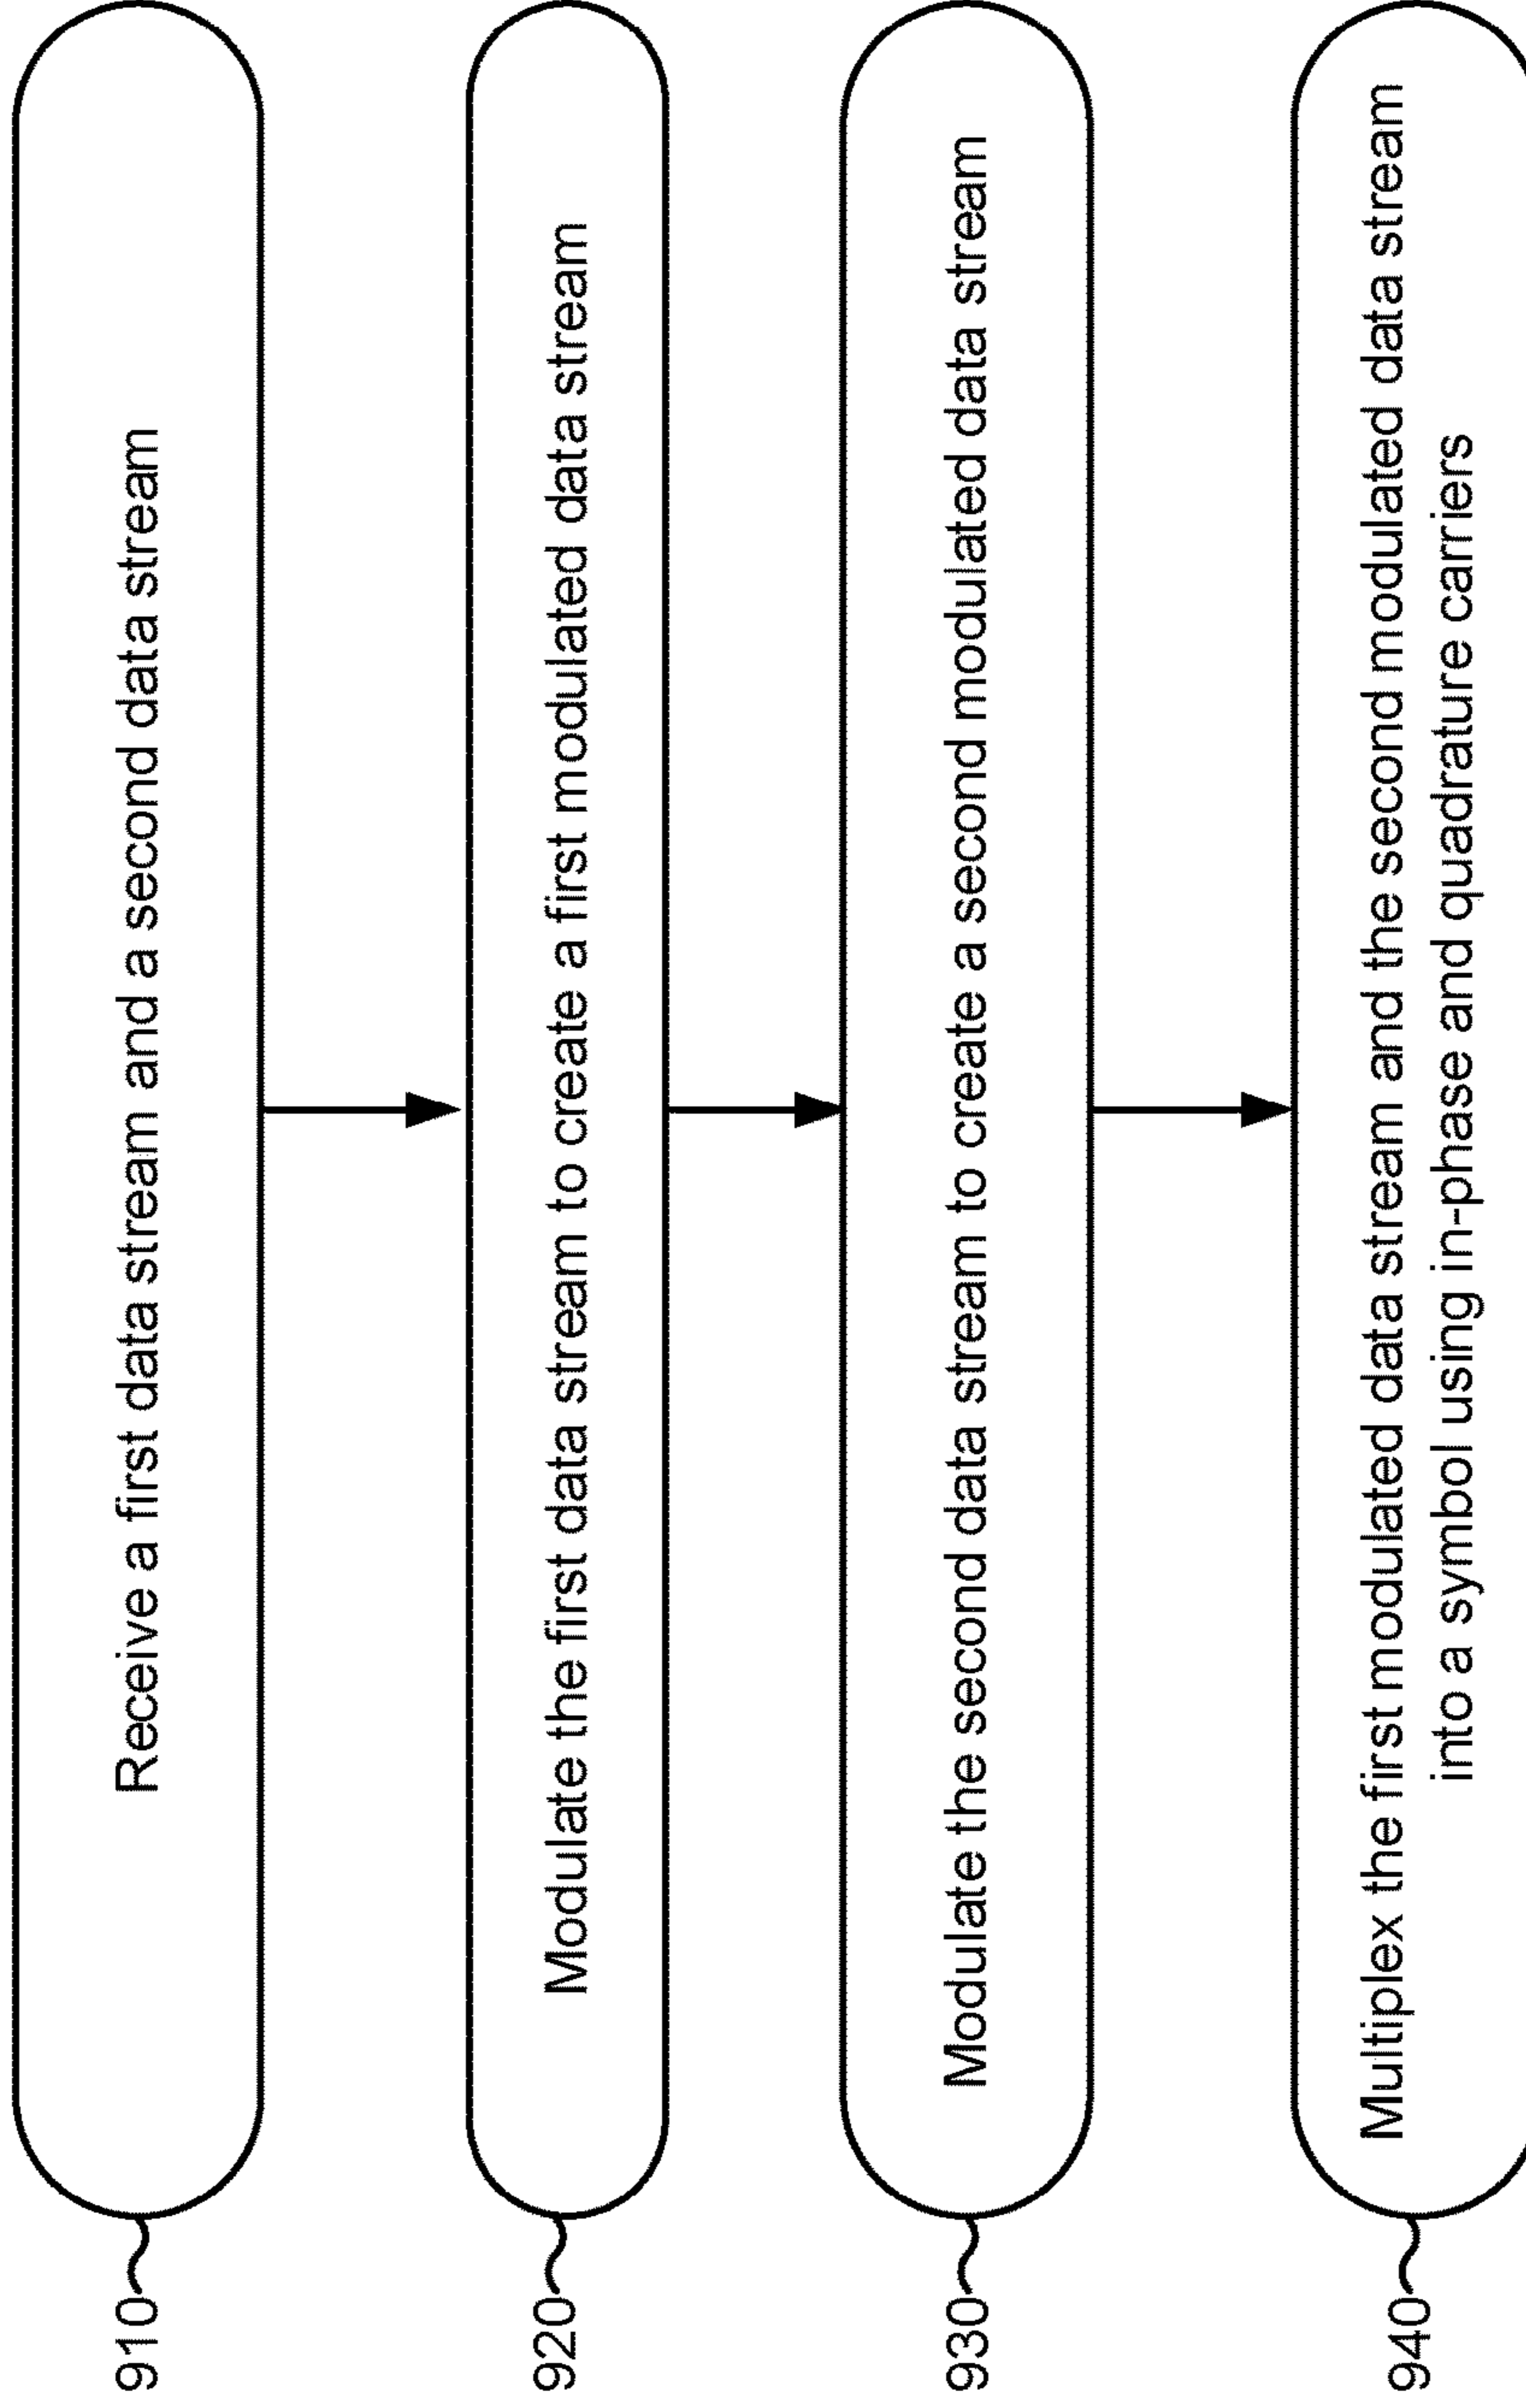 910
Receive a first data stream and a second data stream
920
Modulate the first data stream to create a first modulated data stream
930
Modulate the second data stream to create a second modulated data stream
940
Multiplex the first modulated data stream and the second modulated data stream
into a symbol using in-phase and quadrature carriers